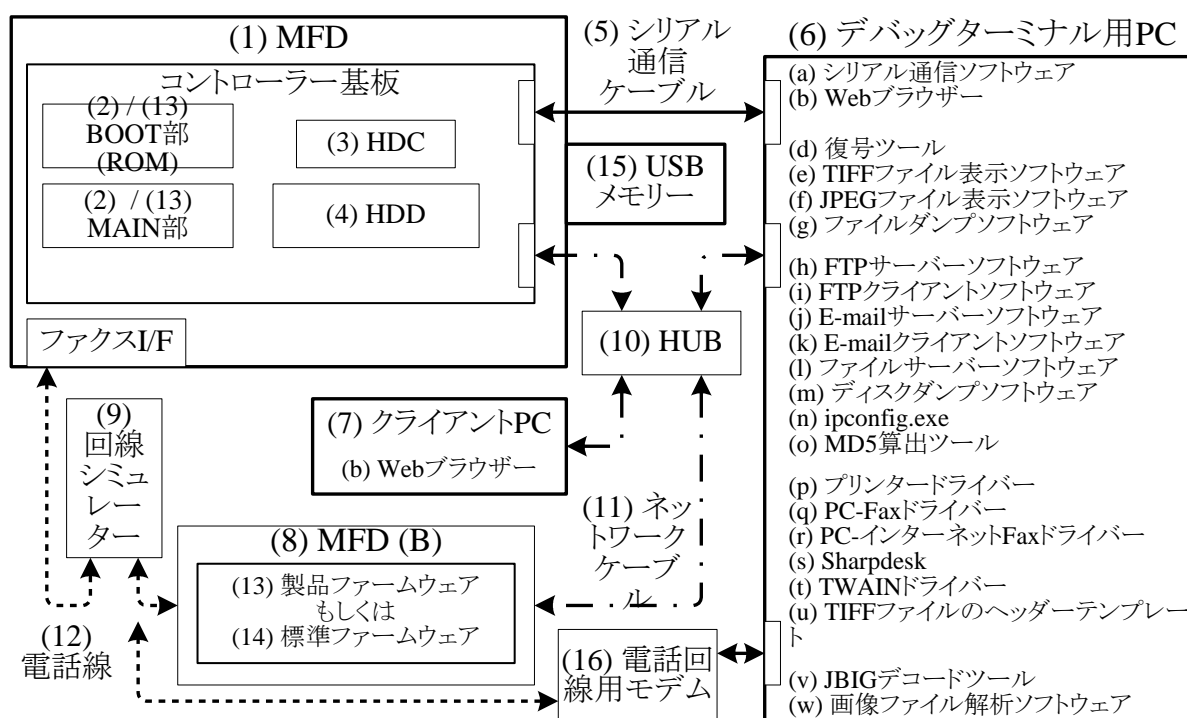 (1) MFD
コントローラー基板
(2) / (13)
BOOT部
(ROM)
(3) HDC
(2) / (13)
MAIN部
(4) HDD
ファクスI/F
(5) シリアル
通信
ケーブル
(15) USB
メモリー
(10) HUB
(7) クライアントPC
(b) Webブラウザー
(9)
回線
シミュ
レー
ター
(8) MFD (B)
(13) 製品ファームウェア
もしくは
(14) 標準ファームウェア
(11) ネッ
トワーク
ケーブ
ル
(12)
電話線
(16) 電話回
線用モデム
(6) デバッグターミナル用PC
(a) シリアル通信ソフトウェア
(b) Webブラウザー
(d) 復号ツール
(e) TIFFファイル表示ソフトウェア
(f) JPEGファイル表示ソフトウェア
(g) ファイルダンプソフトウェア
(h) FTPサーバーソフトウェア
(i) FTPクライアントソフトウェア
(j) E-mailサーバーソフトウェア
(k) E-mailクライアントソフトウェア
(l) ファイルサーバーソフトウェア
(m) ディスクダンプソフトウェア
(n) ipconfig.exe
(o) MD5算出ツール
(p) プリンタードライバー
(q) PC-Faxドライバー
(r) PC-インターネットFaxドライバー
(s) Sharpdesk
(t) TWAINドライバー
(u) TIFFファイルのヘッダーテンプレー
ト
(v) JBIGデコードツール
(w) 画像ファイル解析ソフトウェア